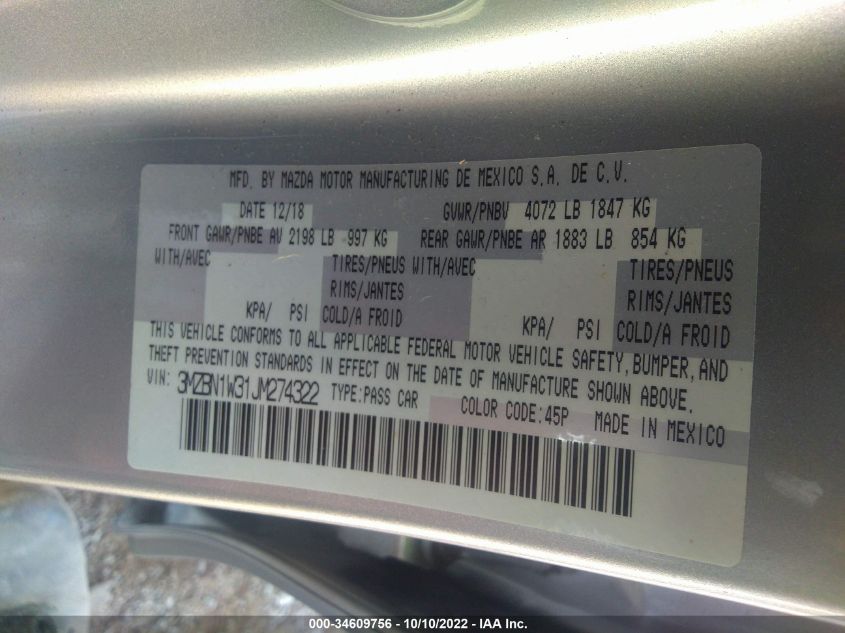 MFD. BY MAZDA MOTOR MANUFACTURING DE MEXICO S.A. DE C.V.
DATE 12/18 GVWR/PNBV 4072 LB 1847 KG
FRONT GAWR/PNBE AV 2198 LB 997 KG REAR GAWR/PNBE AR 1883 LB 854 KG
WITH/AVEC TIRES/PNEUS WITH/AVEC TIRES/PNEUS
RIMS/JANTES RIMS/JANTES
KPA/ PSI COLD/A FROID KPA/ PSI COLD/A FROID
THIS VEHICLE CONFORMS TO ALL APPLICABLE FEDERAL MOTOR VEHICLE SAFETY, BUMPER, AND
THEFT PREVENTION STANDARDS IN EFFECT ON THE DATE OF MANUFACTURE SHOWN ABOVE.
VIN: 3MZBN1W31JM274322 TYPE:PASS CAR COLOR CODE:45P MADE IN MEXICO
000-34609756 - 10/10/2022 - IAA Inc.